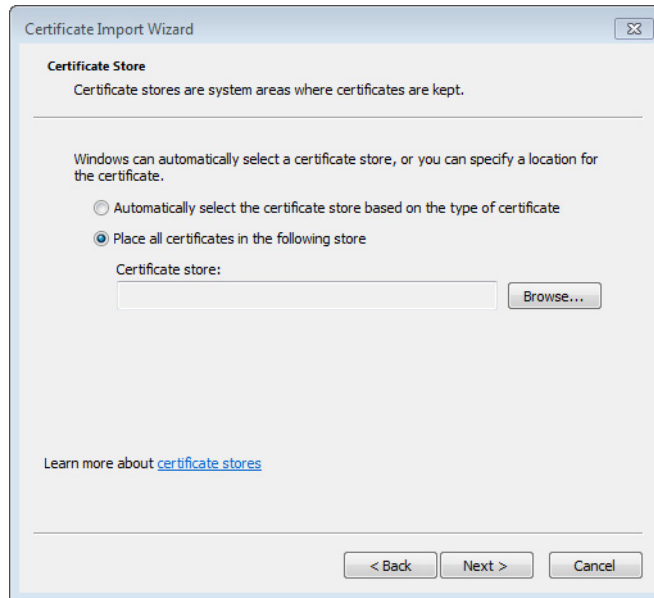 Certificate Import Wizard
Certificate Store
Certificate stores are system areas where certificates are kept.
Windows can automatically select a certificate store, or you can specify a location for
the certificate.
Automatically select the certificate store based on the type of certificate
Place all certificates in the following store
Certificate store:
Browse...
Learn more about certificate stores
< Back Next > Cancel